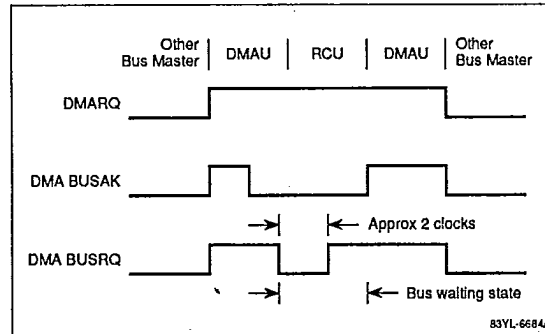 Other
Bus Master
DMAU
RCU
DMAU
Other
Bus Master
DMARQ
DMA BUSAK
Approx 2 clocks
DMA BUSRQ
Bus waiting state
83YL-6684A